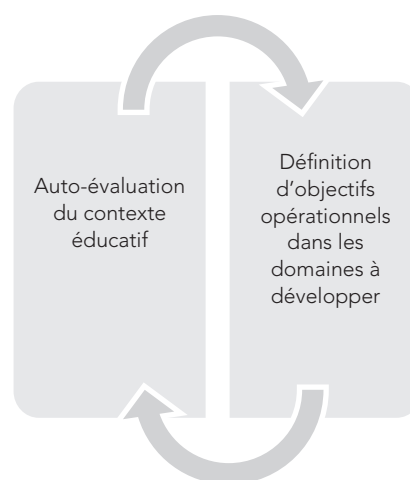 Auto-évaluation
du contexte
éducatif
Définition
d’objectifs
opérationnels
dans les
domaines à
développer